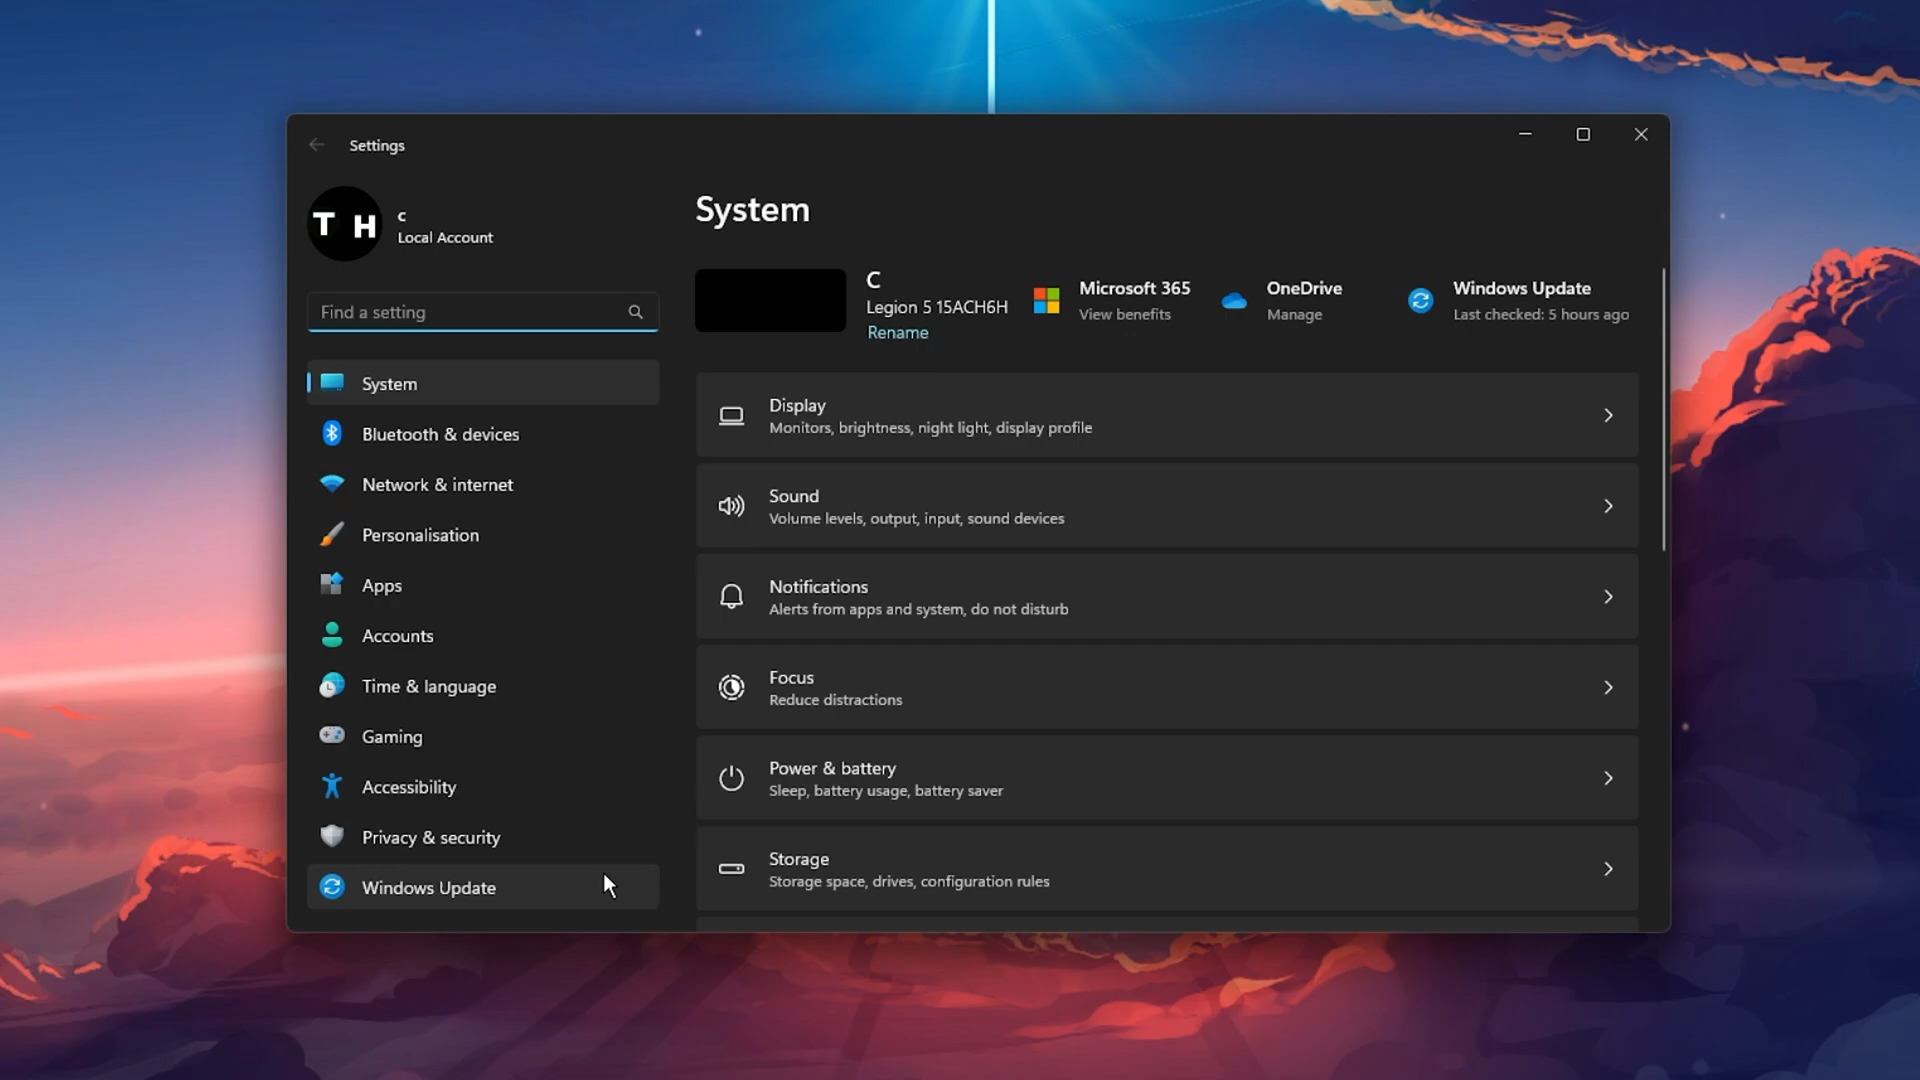 Settings
T H
c
Local Account
Find a setting
System
Bluetooth & devices
Network & internet
Personalisation
Apps
Accounts
Time & language
Gaming
Accessibility
Privacy & security
Windows Update
System
C
Legion 5 15ACH6H
Rename
Microsoft 365
View benefits
OneDrive
Manage
Windows Update
Last checked: 5 hours ago
Display
Monitors, brightness, night light, display profile
Sound
Volume levels, output, input, sound devices
Notifications
Alerts from apps and system, do not disturb
Focus
Reduce distractions
Power & battery
Sleep, battery usage, battery saver
Storage
Storage space, drives, configuration rules